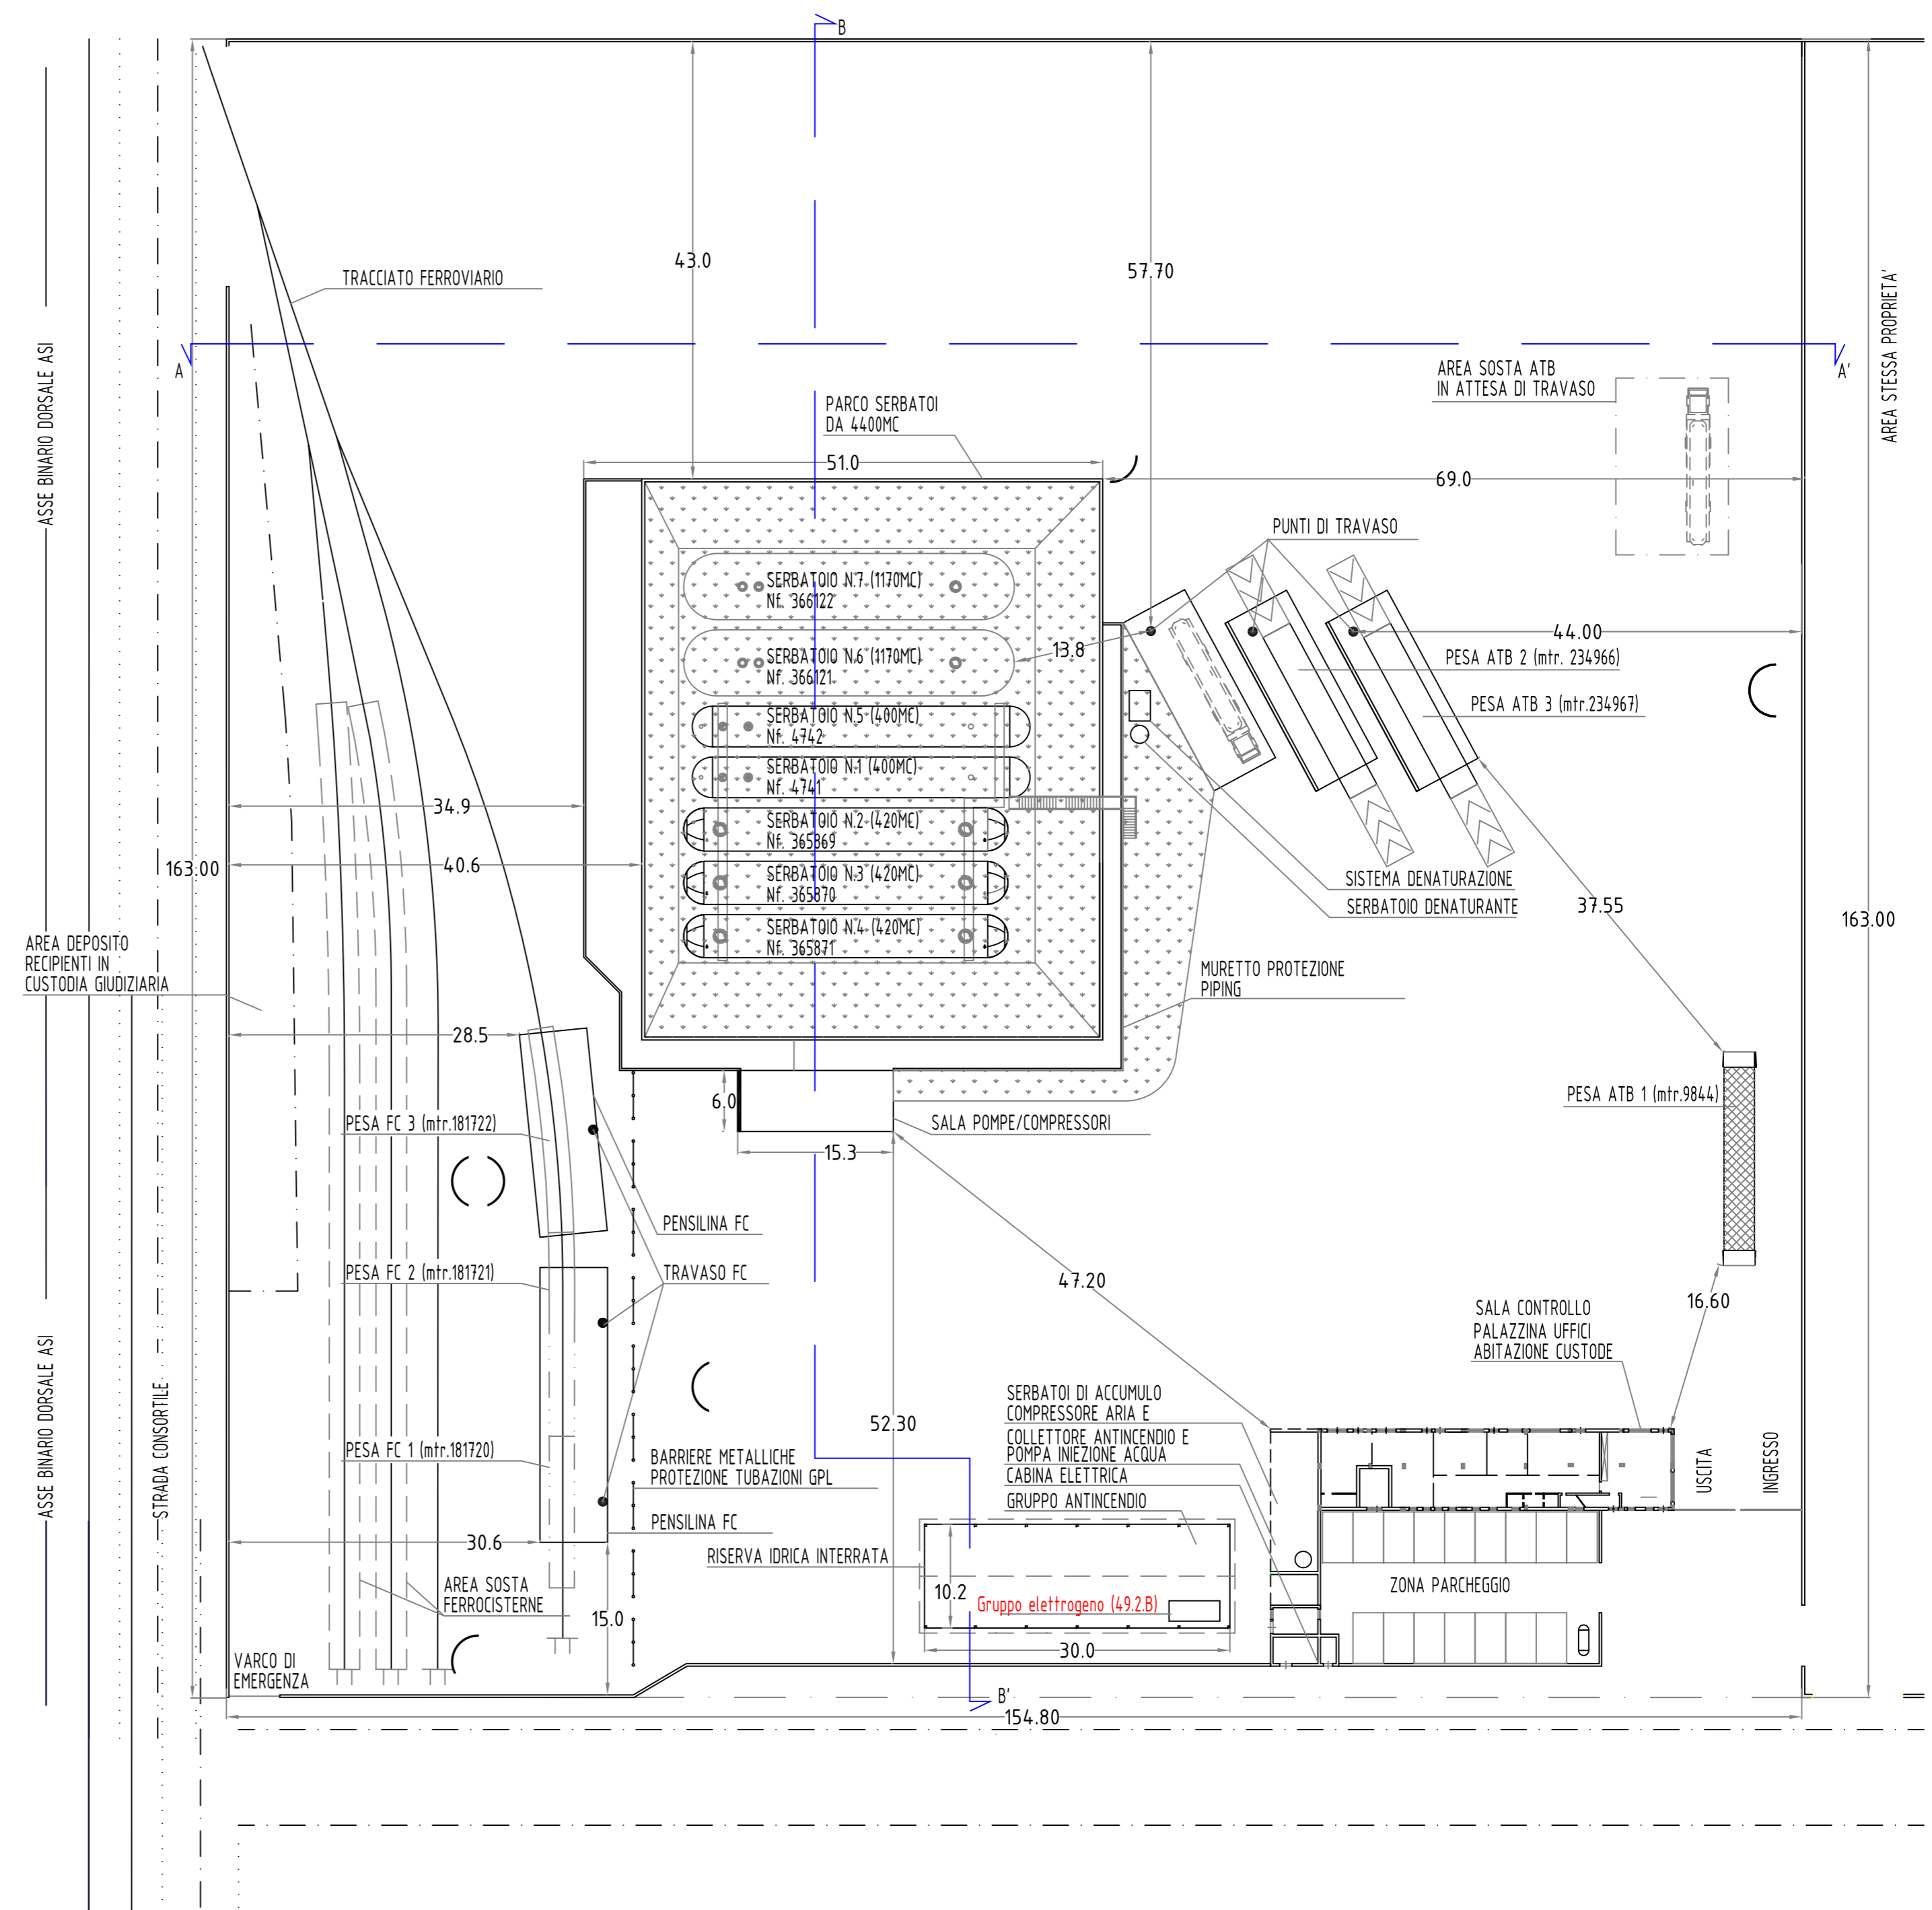 B
43.0
57.70
TRACCIATO FERROVIARIO
A
A'
AREA SOSTA ATB
IN ATTESA DI TRAVASO
AREA STESSA PROPRIETA'
ASSE BINARIO DORSALE ASI
PARCO SERBATOI
DA 4400MC
51.0
69.0
PUNTI DI TRAVASO
SERBATOIO N.7 (1170MC)
Nf. 366122
SERBATOIO N.6 (1170MC)
Nf. 366121
13.8
44.00
PESA ATB 2 (mtr. 234966)
PESA ATB 3 (mtr.234967)
SERBATOIO N.5 (400MC)
Nf. 4742
SERBATOIO N.1 (400MC)
Nf. 4741
34.9
SERBATOIO N.2 (420MC)
Nf. 365869
163.00
40.6
SERBATOIO N.3 (420MC)
Nf. 365870
SISTEMA DENATURAZIONE
SERBATOIO DENATURANTE
37.55
163.00
SERBATOIO N.4 (420MC)
Nf. 365871
AREA DEPOSITO
RECIPIENTI IN
CUSTODIA GIUDIZIARIA
MURETTO PROTEZIONE
PIPING
28.5
6.0
PESA ATB 1 (mtr.9844)
PESA FC 3 (mtr.181722)
SALA POMPE/COMPRESSORI
15.3
PENSILINA FC
PESA FC 2 (mtr.181721)
TRAVASO FC
47.20
16.60
SALA CONTROLLO
PALAZZINA UFFICI
ABITAZIONE CUSTODE
ASSE BINARIO DORSALE ASI
STRADA CONSORTILE
52.30
SERBATOI DI ACCUMULO
COMPRESSORE ARIA E
COLLETTORE ANTINCENDIO E
POMPA INIEZIONE ACQUA
CABINA ELETTRICA
GRUPPO ANTINCENDIO
PESA FC 1 (mtr.181720)
BARRIERE METALLICHE
PROTEZIONE TUBAZIONI GPL
USCITA
INGRESSO
PENSILINA FC
30.6
RISERVA IDRICA INTERRATA
AREA SOSTA
FERROCISTERNE
10.2
Gruppo elettrogeno (49.2.B)
ZONA PARCHEGGIO
15.0
30.0
VARCO DI
EMERGENZA
B'
154.80